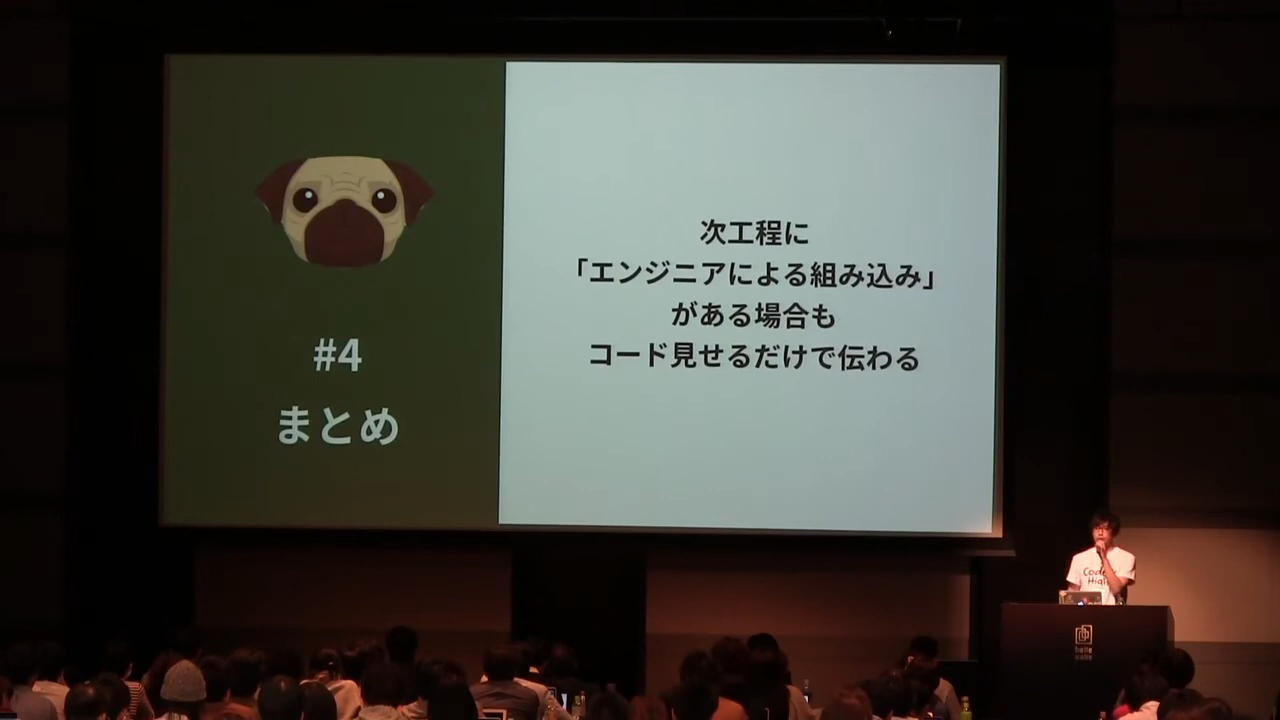 #4
まとめ
次工程に
「エンジニアによる組み込み」
がある場合も
コード見せるだけで伝わる
Code
High